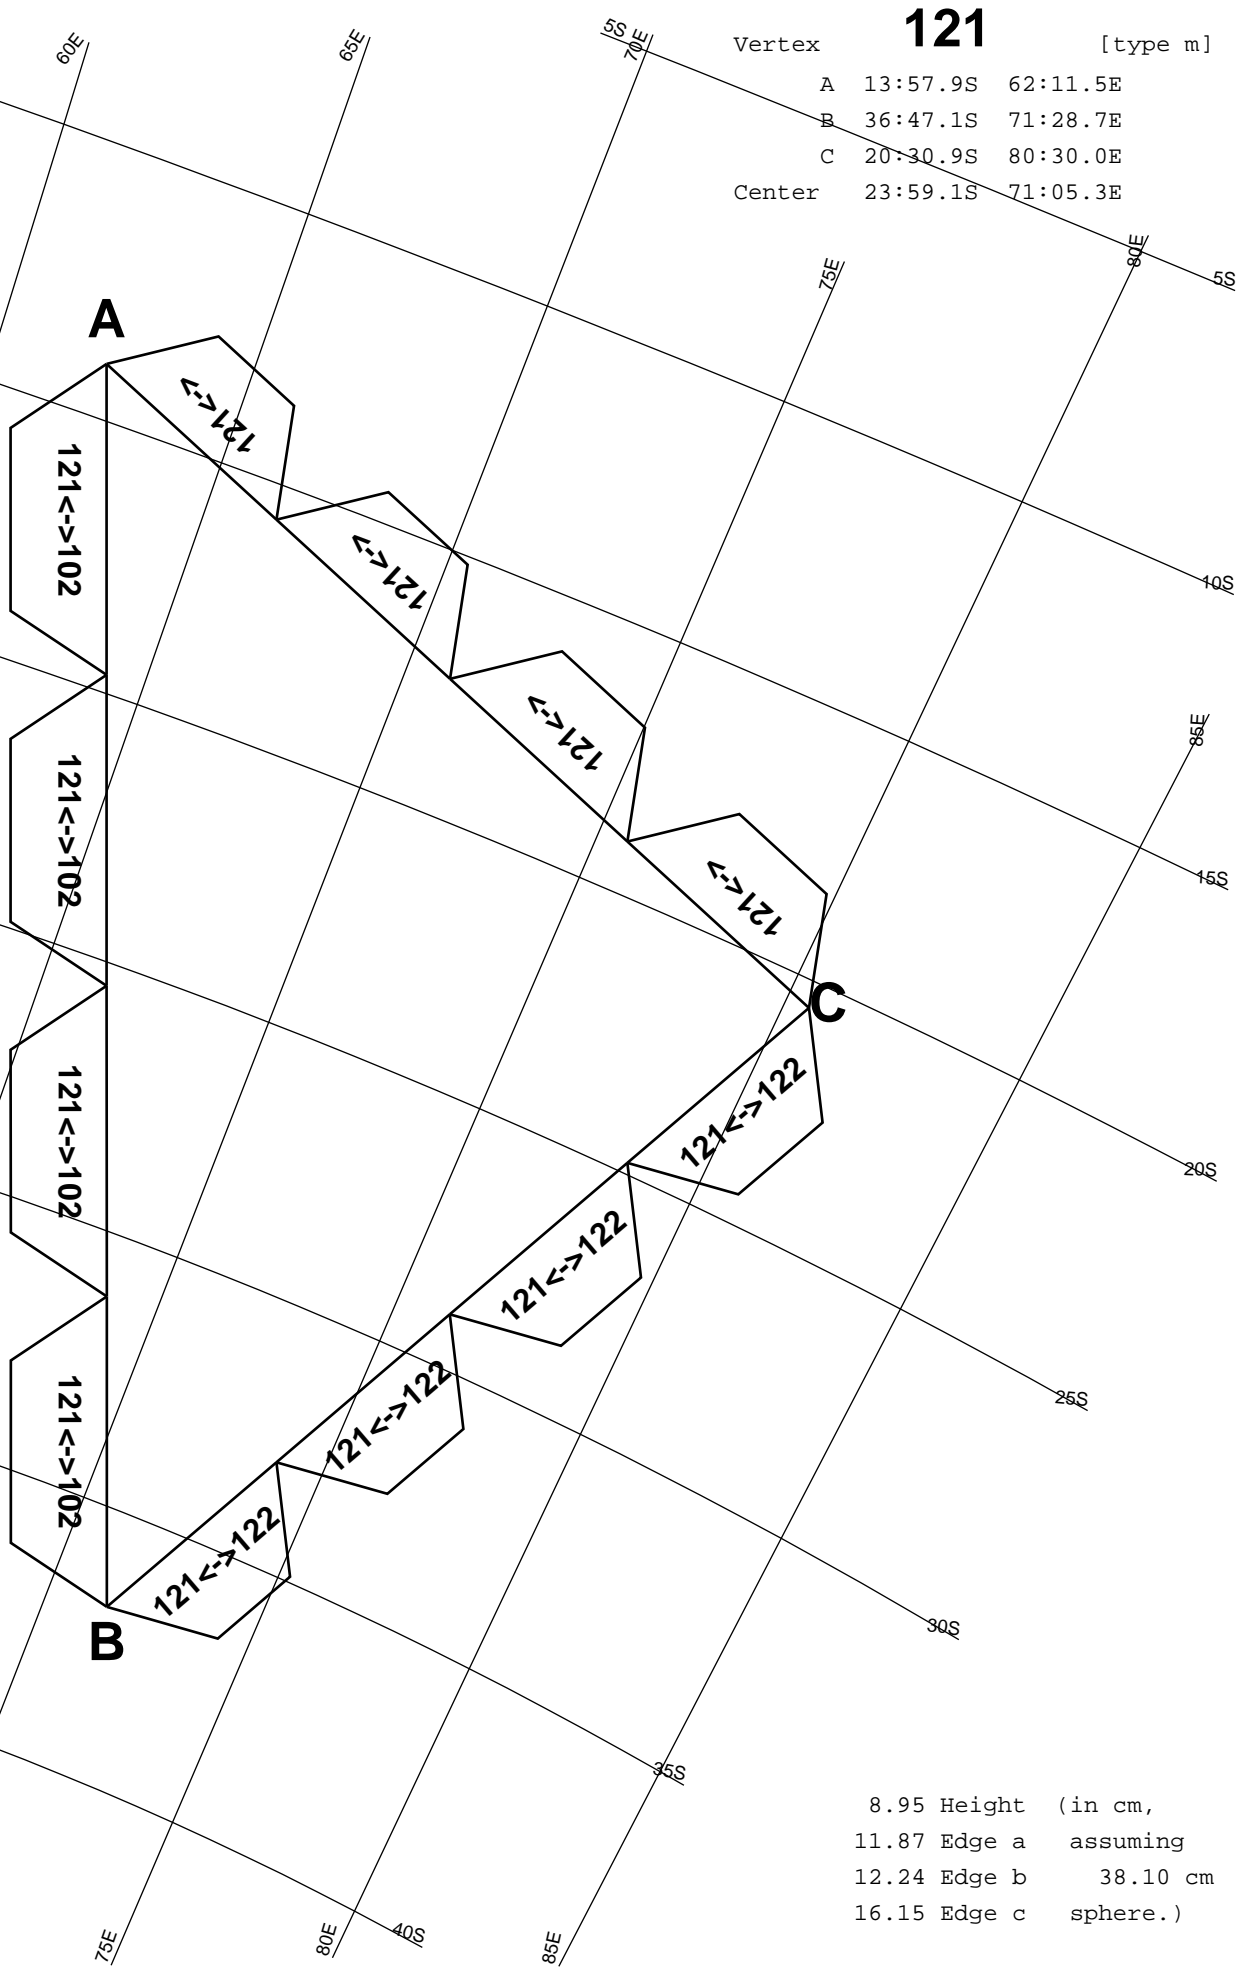 121
Vertex [type m]
A 13:57.9S 62:11.5E
B 36:47.1S 71:28.7E
C 20:30.9S 80:30.0E
Center 23:59.1S 71:05.3E
60E
65E
5S
70E
75E
80E
5S
A
121<->
121<->102
121<->
10S
121<->102
121<->
85E
15S
121<->
C
121<->102
121<->122
20S
121<->122
25S
121<->102
121<->122
121<->122
B
30S
35S
40S
75E
80E
85E
8.95 Height (in cm,
11.87 Edge a assuming
12.24 Edge b 38.10 cm
16.15 Edge c sphere.)